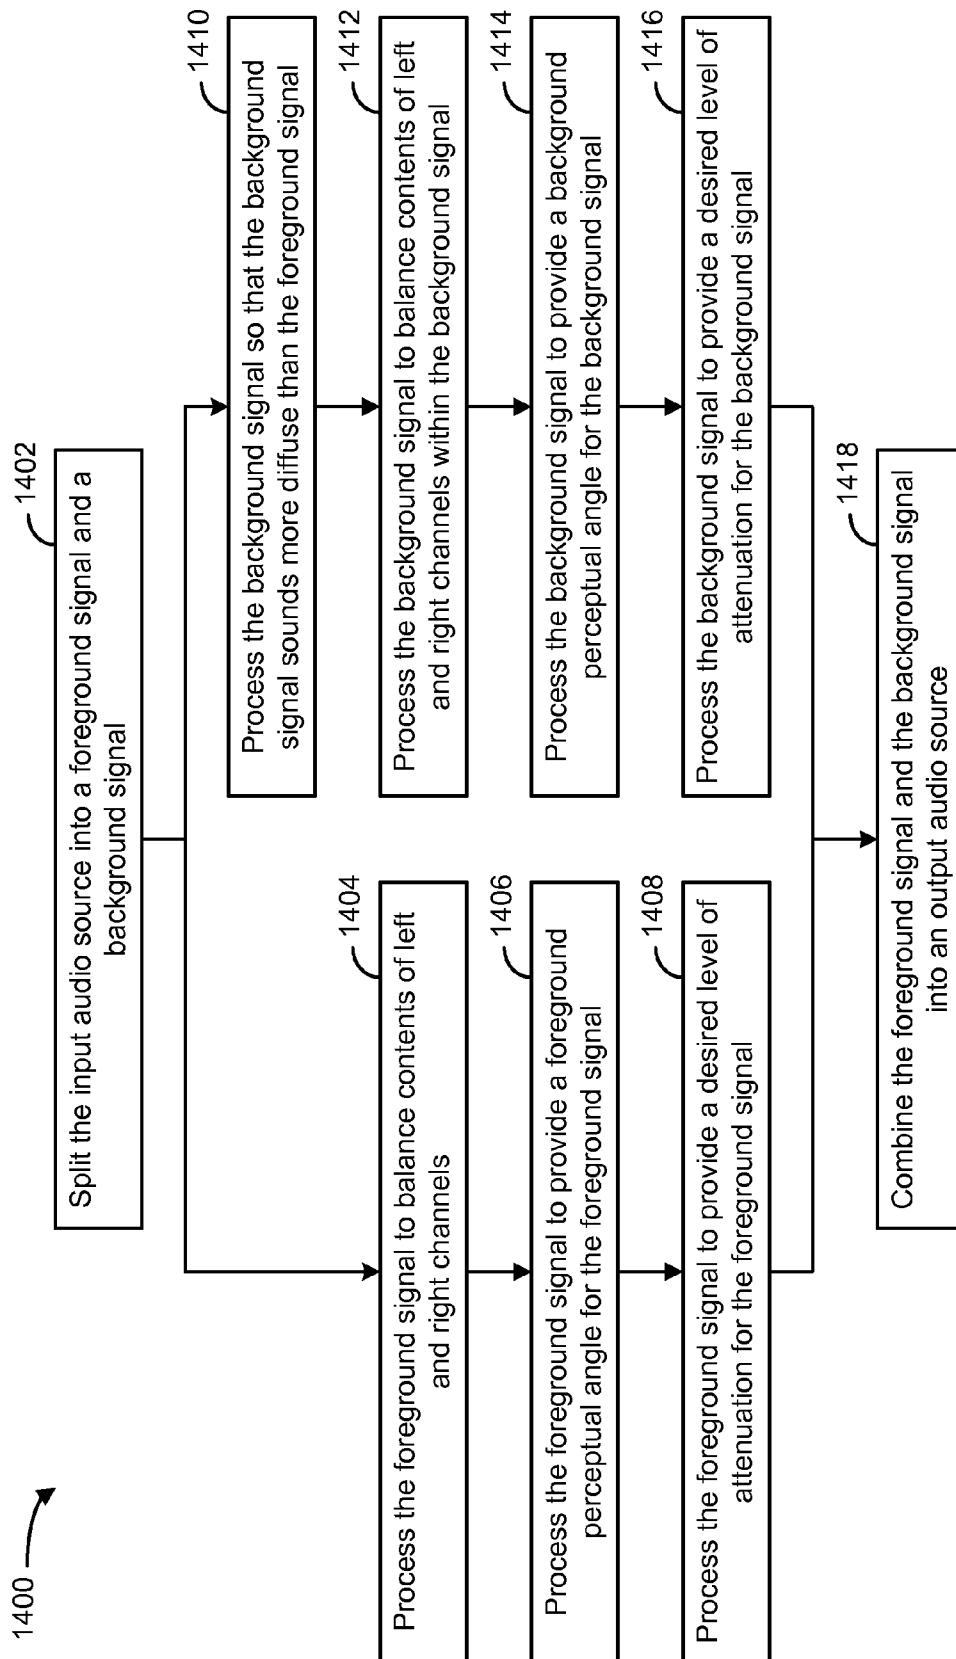 1400
1402
Split the input audio source into a foreground signal and a
background signal
1404
Process the foreground signal to balance contents of left
and right channels
1406
Process the foreground signal to provide a foreground
perceptual angle for the foreground signal
1408
Process the foreground signal to provide a desired level of
attenuation for the foreground signal
1410
Process the background signal so that the background
signal sounds more diffuse than the foreground signal
1412
Process the background signal to balance contents of left
and right channels within the background signal
1414
Process the background signal to provide a background
perceptual angle for the background signal
1416
Process the background signal to provide a desired level of
attenuation for the background signal
1418
Combine the foreground signal and the background signal
into an output audio source